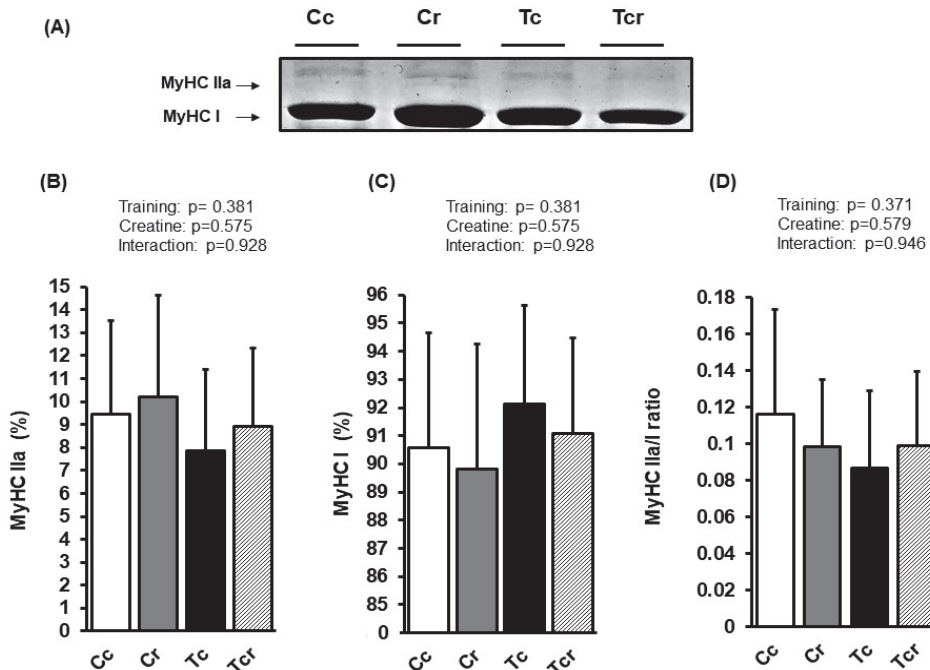 (A)
Cc Cr Tc Tcr
MyHC IIa
MyHC I
(B)
Training: p= 0.381
Creatine: p=0.575
Interaction: p=0.928
MyHC IIa (%)
15
14
13
12
11
10
9
8
7
6
5
4
3
2
1
0
Cc Cr Tc Tcr
(C)
Training: p= 0.381
Creatine: p=0.575
Interaction: p=0.928
MyHC I (%)
96
95
94
93
92
91
90
89
88
87
86
85
0
Cc Cr Tc Tcr
(D)
Training: p= 0.371
Creatine: p=0.579
Interaction: p=0.946
MyHC IIa/I ratio
0.18
0.16
0.14
0.12
0.1
0.08
0.06
0.04
0.02
0
Cc Cr Tc Tcr